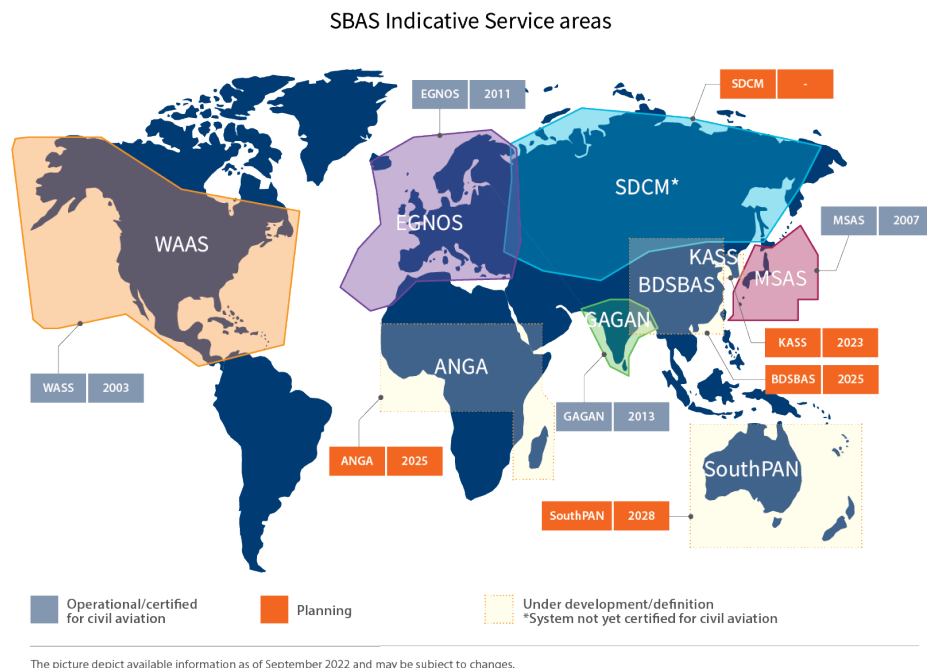 SBAS Indicative Service areas
SDCM -
EGNOS 2011
SDCM*
MSAS 2007
EGNOS
WAAS
KASS
BDSBAS
MSAS
GAGAN
KASS 2023
ANGA
BDSBAS 2025
WASS 2003
GAGAN 2013
ANGA 2025
SouthPAN
SouthPAN 2028
Operational/certified
for civil aviation
Planning
Under development/definition
*System not yet certified for civil aviation
The picture depict available information as of September 2022 and may be subject to changes.